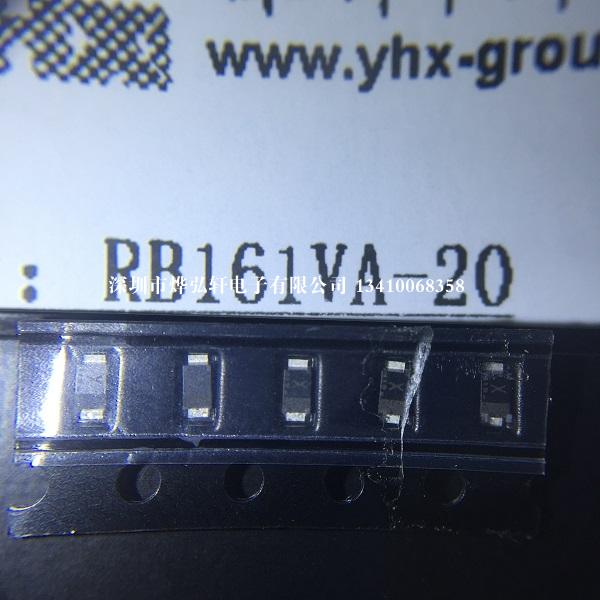 www.yhx-grou
: RB161VA-20
深圳市烨弘轩电子有限公司 13410068358
X
X
X